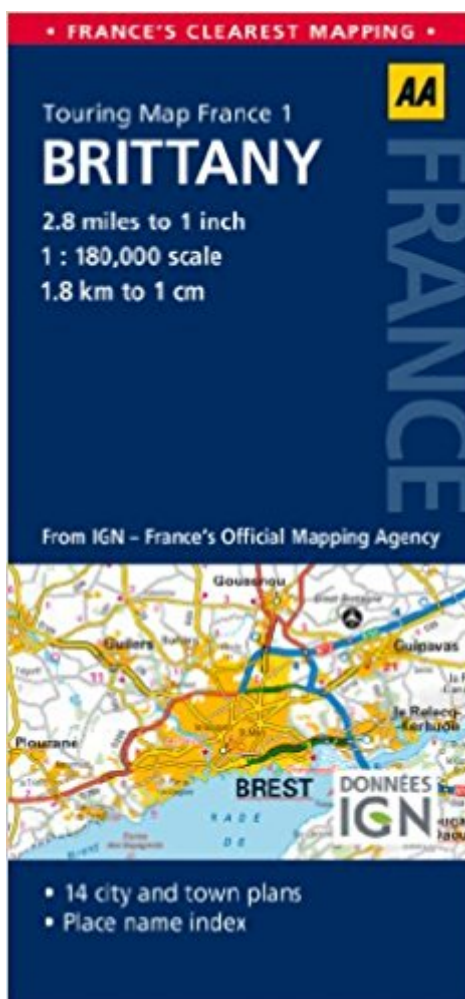 • FRANCE'S CLEAREST MAPPING •
AA
Touring Map France 1
BRITTANY
2.8 miles to 1 inch
1 : 180,000 scale
1.8 km to 1 cm
FRANCE
From IGN – France's Official Mapping Agency
Gouesnou
Guilers
Guipavas
11
21
le Relecq-
Kerhuon
Plouzané
BREST
RADE
DE
DONNÉES
IGN
• 14 city and town plans
• Place name index